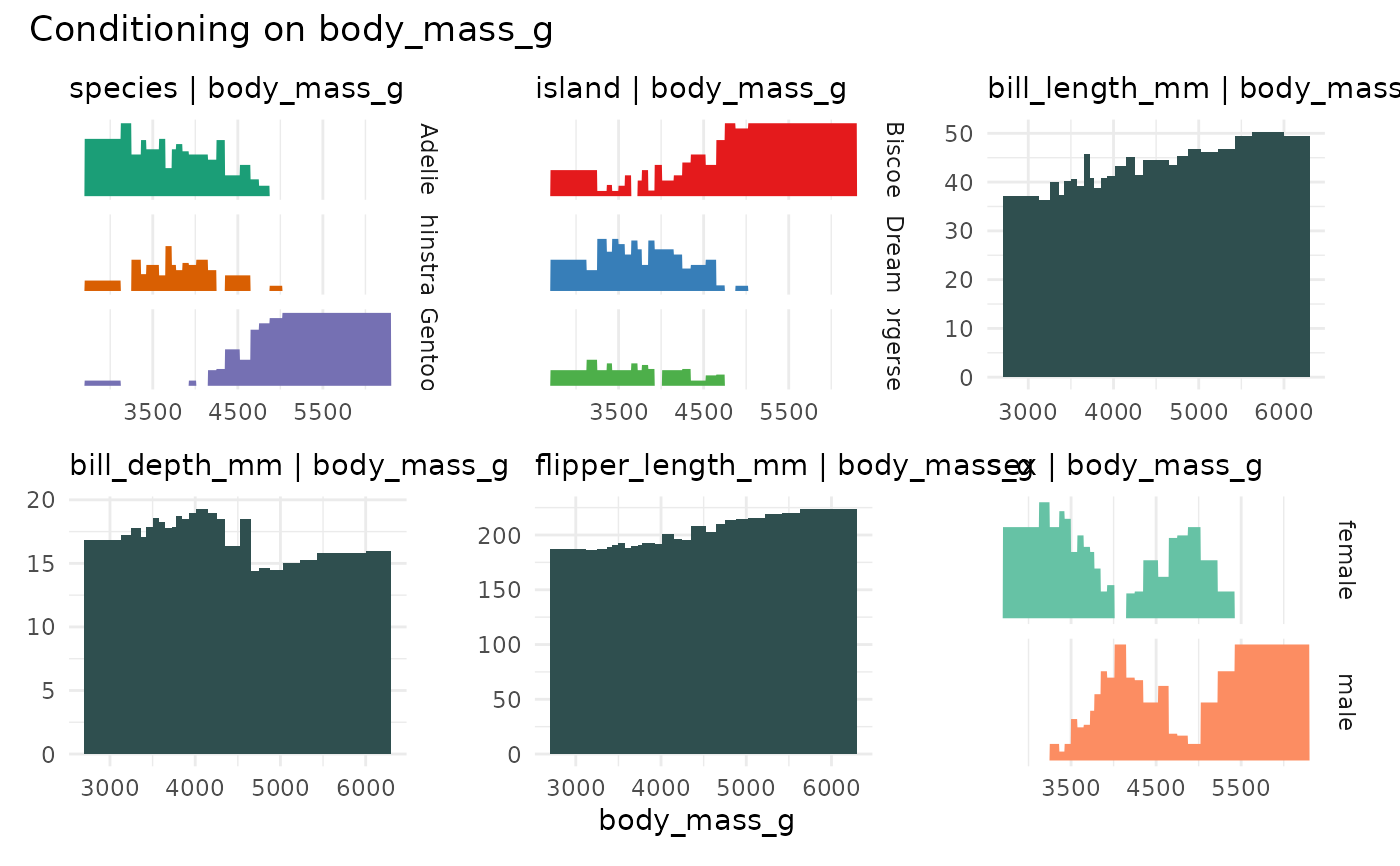 Conditioning on body_mass_g
species | body_mass_g
Adelie
hinstra
Gentoo
3500 4500 5500
island | body_mass_g
Biscoe
Dream
orgerse
3500 4500 5500
bill_length_mm | body_mass
50
40
30
20
10
0
3000 4000 5000 6000
bill_depth_mm | body_mass_g
20
15
10
5
0
3000 4000 5000 6000
flipper_length_mm | body_mass_g
200
150
100
50
0
3000 4000 5000 6000
sex | body_mass_g
female
male
3500 4500 5500
body_mass_g